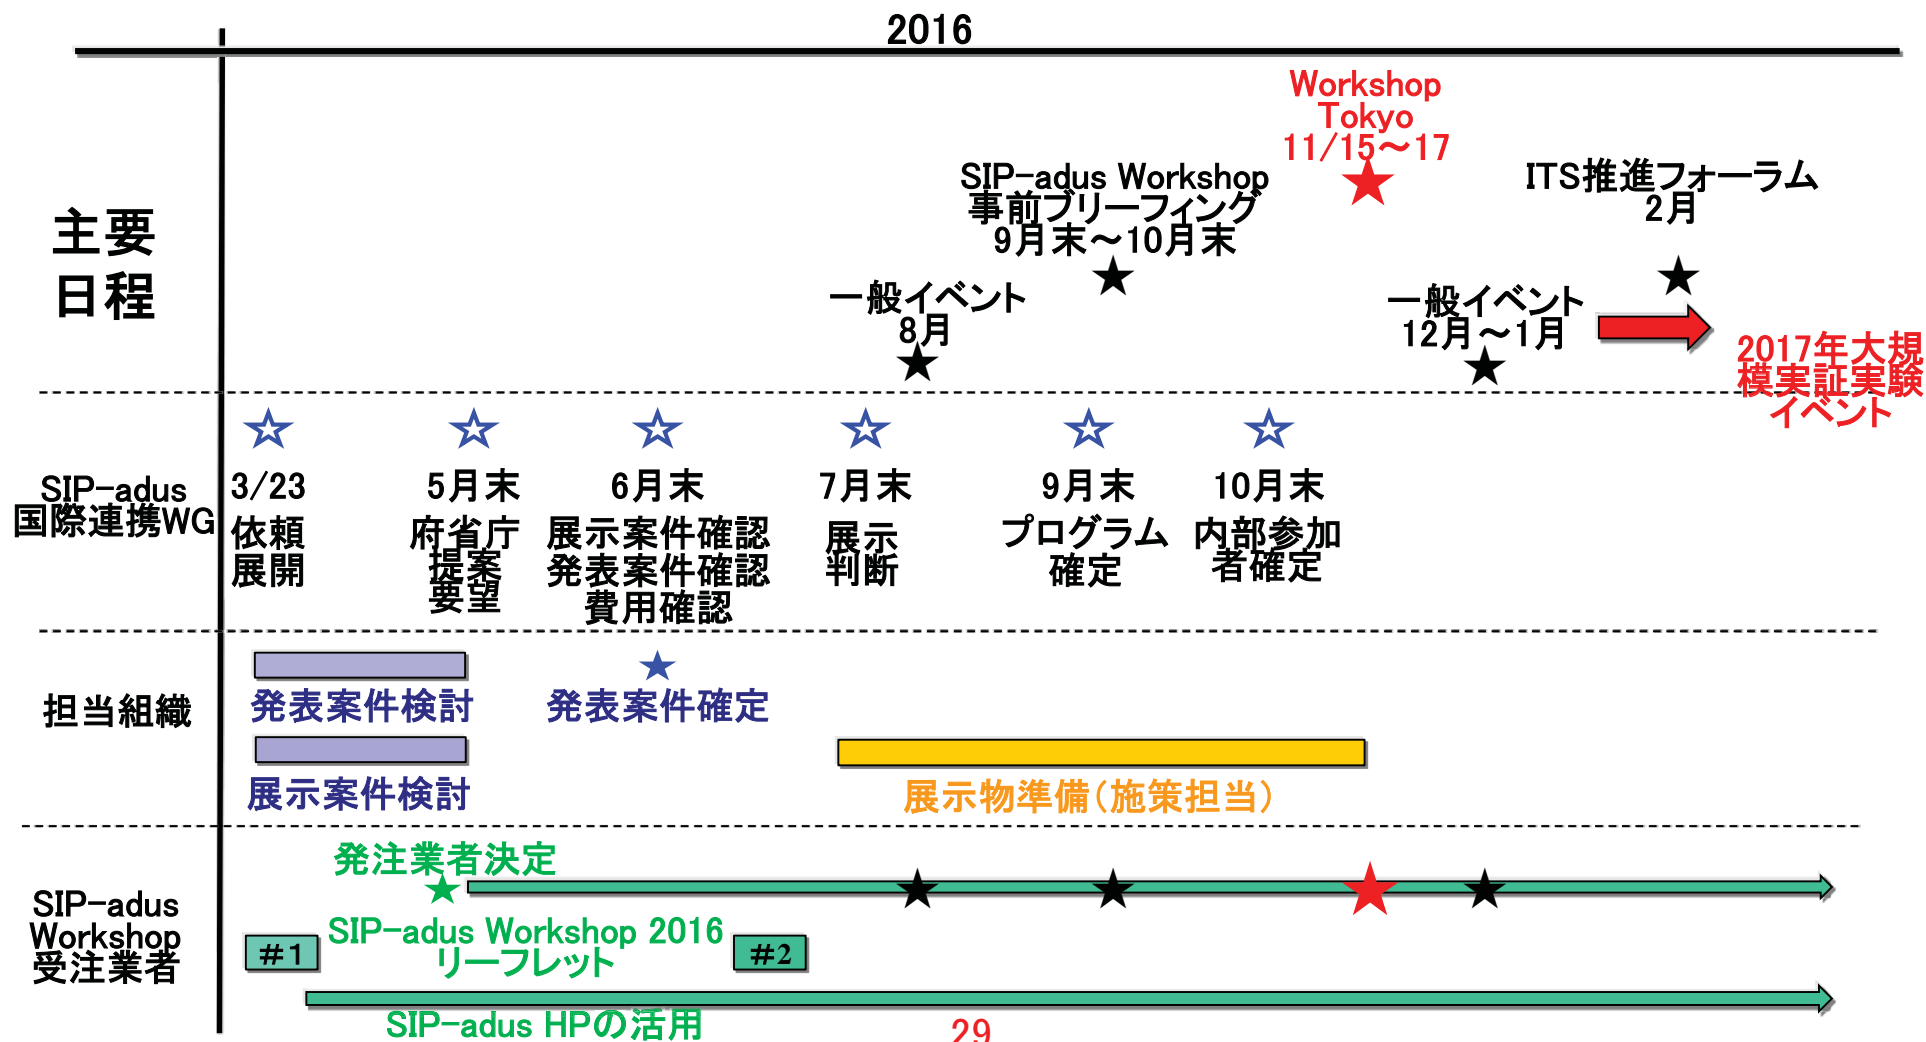 2016
主要
日程
Workshop
Tokyo
11/15～17
SIP-adus Workshop
事前ブリーフィング
9月末～10月末
ITS推進フォーラム
2月
一般イベント
8月
一般イベント
12月～1月
2017年大規
模実証実験
イベント
SIP-adus
国際連携WG
3/23
依頼
展開
5月末
府省庁
提案
要望
6月末
展示案件確認
発表案件確認
費用確認
7月末
展示
判断
9月末
プログラム
確定
10月末
内部参加
者確定
担当組織
発表案件検討
発表案件確定
展示案件検討
展示物準備（施策担当）
SIP-adus
Workshop
受注業者
発注業者決定
#1
SIP-adus Workshop 2016
リーフレット
#2
SIP-adus HPの活用
29